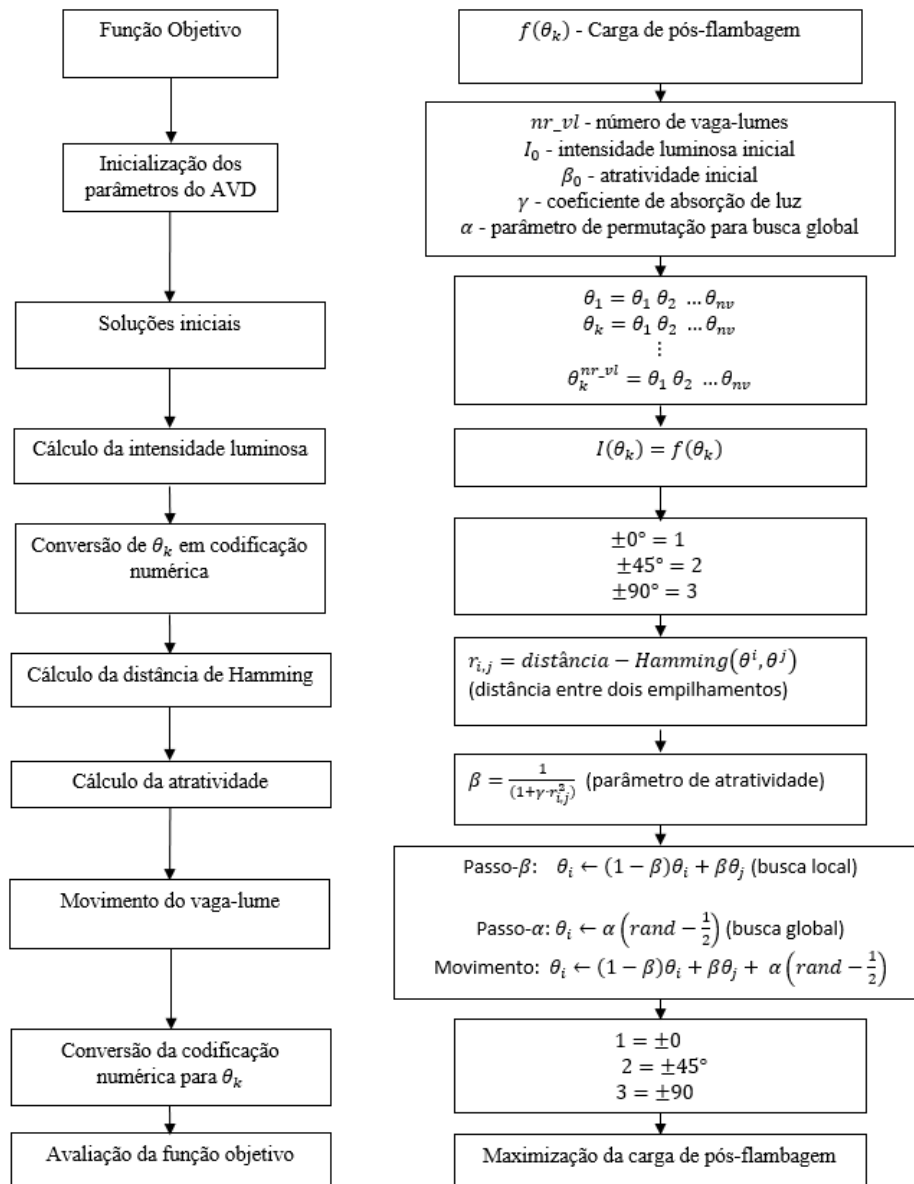 Função Objetivo
f(θ_k) - Carga de pós-flambagem
Inicialização dos
parâmetros do AVD
nr_vl - número de vaga-lumes
I_0 - intensidade luminosa inicial
β_0 - atratividade inicial
γ - coeficiente de absorção de luz
α - parâmetro de permutação para busca global
Soluções iniciais
θ_1 = θ_1 θ_2 … θ_nv
θ_k = θ_1 θ_2 … θ_nv
⋮
θ_k^{nr_vl} = θ_1 θ_2 … θ_nv
Cálculo da intensidade luminosa
I(θ_k) = f(θ_k)
Conversão de θ_k em codificação
numérica
±0° = 1
±45° = 2
±90° = 3
Cálculo da distância de Hamming
r_{i,j} = distância − Hamming(θ^i, θ^j)
(distância entre dois empilhamentos)
Cálculo da atratividade
β = 1/(1+γ·r_{i,j}^2) (parâmetro de atratividade)
Movimento do vaga-lume
Passo-β: θ_i ← (1 − β)θ_i + βθ_j (busca local)
Passo-α: θ_i ← α (rand − 1/2) (busca global)
Movimento: θ_i ← (1 − β)θ_i + βθ_j + α (rand − 1/2)
Conversão da codificação
numérica para θ_k
1 = ±0
2 = ±45°
3 = ±90
Avaliação da função objetivo
Maximização da carga de pós-flambagem